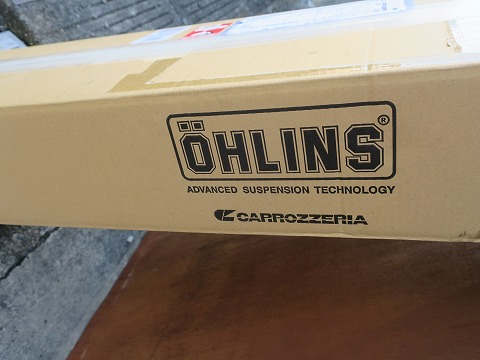 ÖHLINS®
ADVANCED SUSPENSION TECHNOLOGY
CARROZZERIA